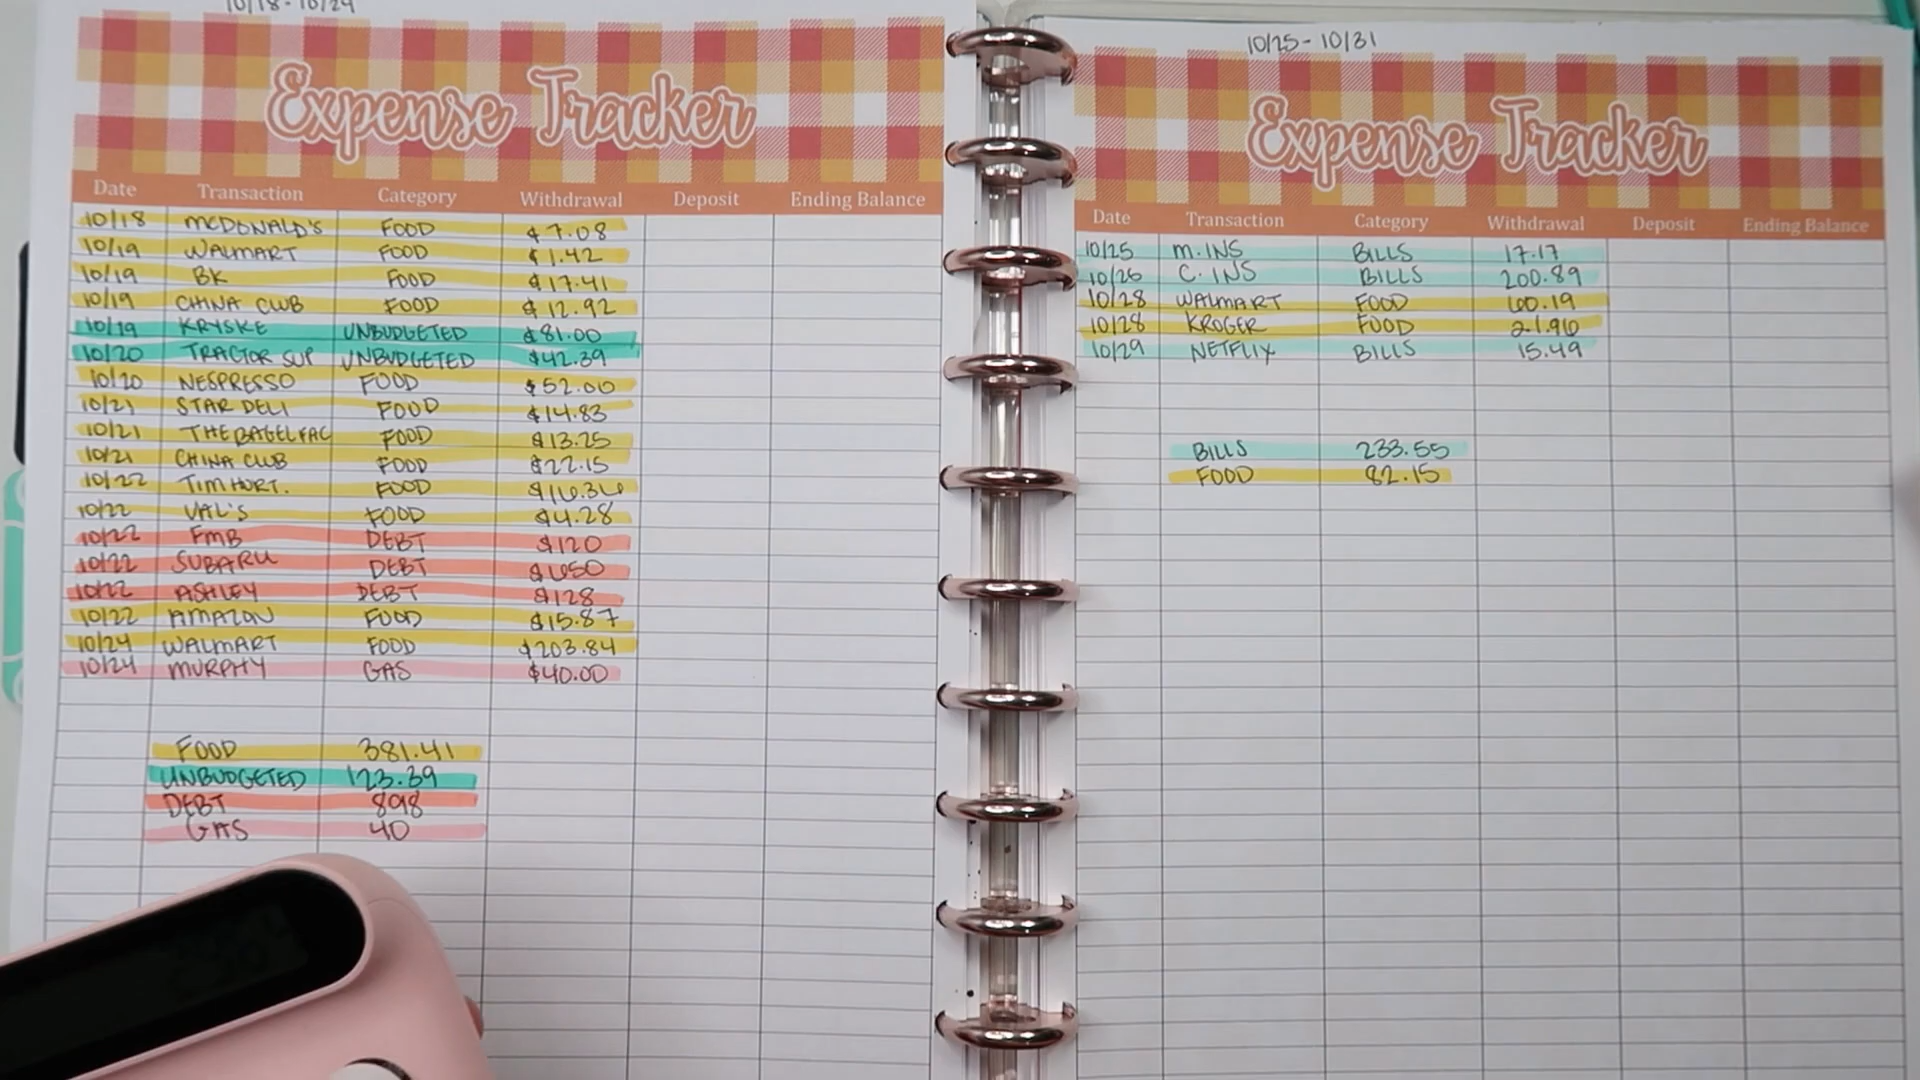 10/18-10/24
Expense Tracker
Date Transaction Category Withdrawal Deposit Ending Balance
10/18 MCDONALD'S FOOD $7.08
10/19 WALMART FOOD $1.42
10/19 BK FOOD $17.41
10/19 CHINA CLUB FOOD $12.92
10/19 KRYSKE UNBUDGETED $81.00
10/20 TRACTOR SUP UNBUDGETED $42.39
10/20 NESPRESSO FOOD $52.00
10/21 STAR DELI FOOD $14.83
10/21 THE BAGEL FAC FOOD $13.25
10/21 CHINA CLUB FOOD $22.15
10/22 TIM HORT. FOOD $16.36
10/22 VAL'S FOOD $4.28
10/22 FMB DEBT $120
10/22 SUBARU DEBT $650
10/22 ASHLEY DEBT $128
10/22 AMAZON FOOD $15.87
10/24 WALMART FOOD $203.84
10/24 MURPHY GAS $40.00
FOOD 381.41
UNBUDGETED 123.39
DEBT 898
GAS 40
10/25-10/31
Expense Tracker
Date Transaction Category Withdrawal Deposit Ending Balance
10/25 M. INS BILLS 17.17
10/26 C. INS BILLS 200.89
10/28 WALMART FOOD 60.19
10/28 KROGER FOOD 21.96
10/29 NETFLIX BILLS 15.49
BILLS 233.55
FOOD 82.15